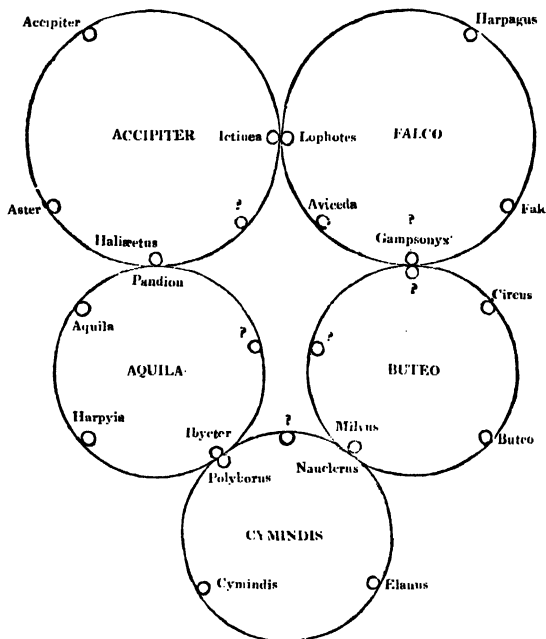 Accipiter
Harpagus
ACCIPITER
Ictinea
Lophotes
FALCO
Aster
?
Aviceda
?
Falc
Haliætus
Gampsonyx
Pandion
?
Circus
Aquila
?
?
AQUILA
BUTEO
Harpyia
Ibycter
?
Milvus
Buteo
Polyborus
Nauclerus
CYMINDIS
Cymindis
Elanus